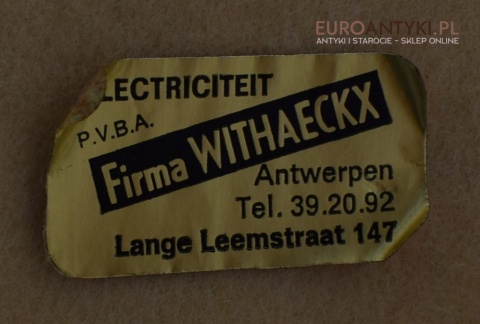 EUROANTYKI.PL
ANTYKI I STAROCIE - SKLEP ONLINE
LECTRICITEIT
P.V.B.A.
Firma WITHAECKX
Antwerpen
Tel. 39.20.92
Lange Leemstraat 147